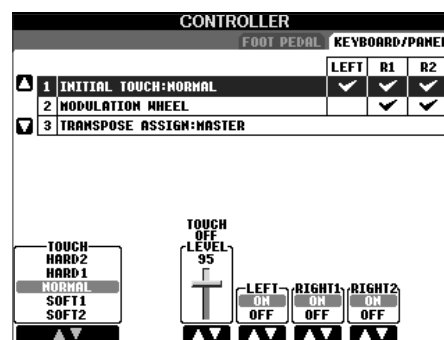 CONTROLLER
FOOT PEDAL KEYBOARD/PANEL
LEFT R1 R2
1 INITIAL TOUCH:NORMAL
2 MODULATION WHEEL
3 TRANSPOSE ASSIGN:MASTER
TOUCH
HARD2
HARD1
NORMAL
SOFT1
SOFT2
TOUCH
OFF
LEVEL
95
LEFT
ON
OFF
RIGHT1
ON
OFF
RIGHT2
ON
OFF